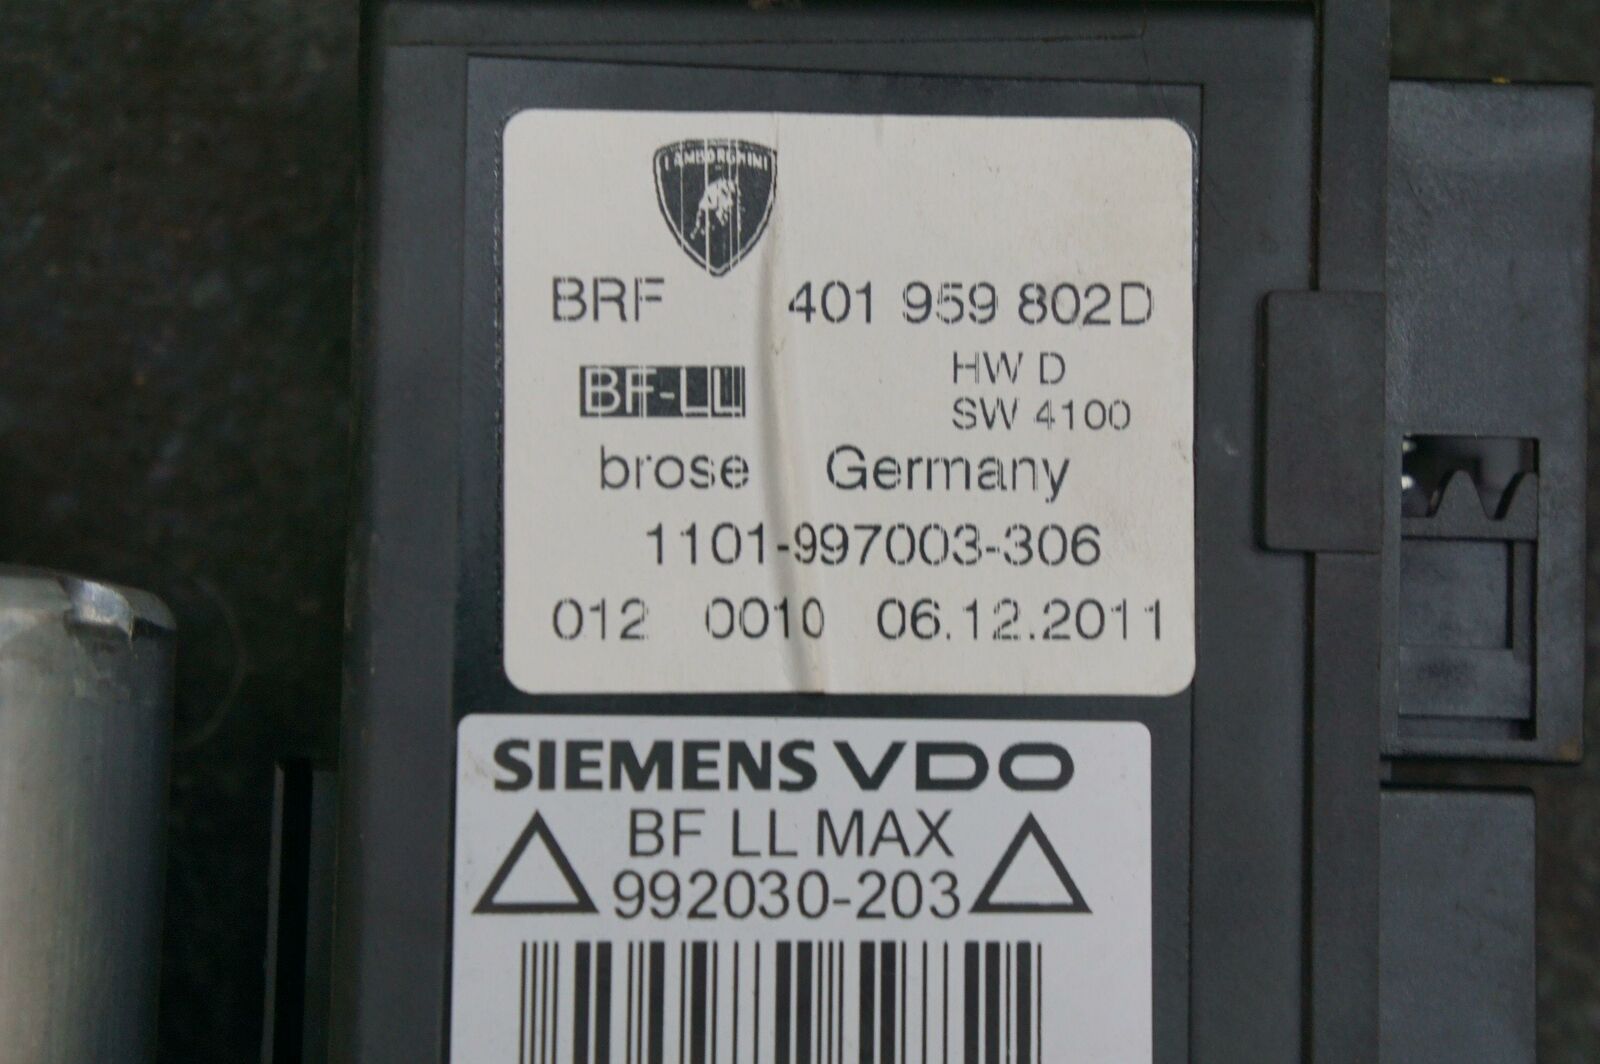 LAMBORGHINI
BRF 401 959 802D
BF-LL HW D
SW 4100
brose Germany
1101-997003-306
012 0010 06.12.2011
SIEMENS VDO
BF LL MAX
992030-203